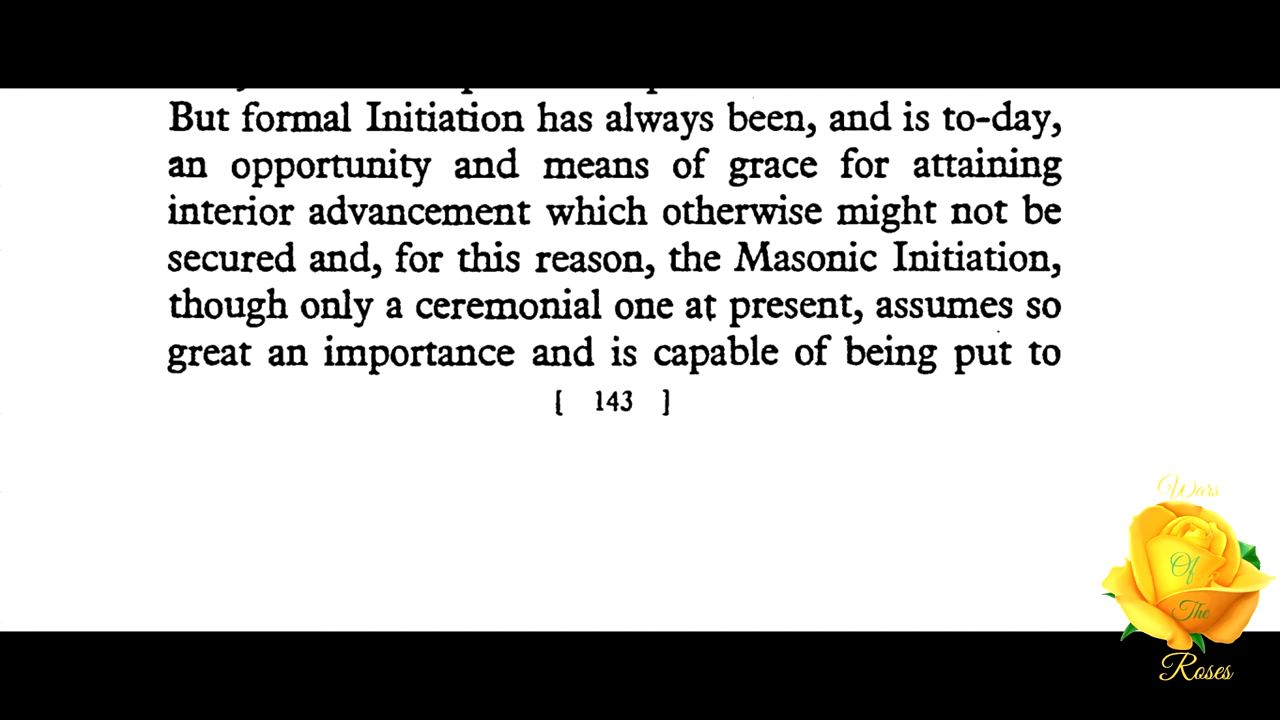 But formal Initiation has always been, and is to-day,
an opportunity and means of grace for attaining
interior advancement which otherwise might not be
secured and, for this reason, the Masonic Initiation,
though only a ceremonial one at present, assumes so
great an importance and is capable of being put to
[ 143 ]
Wars
Of
The
Roses